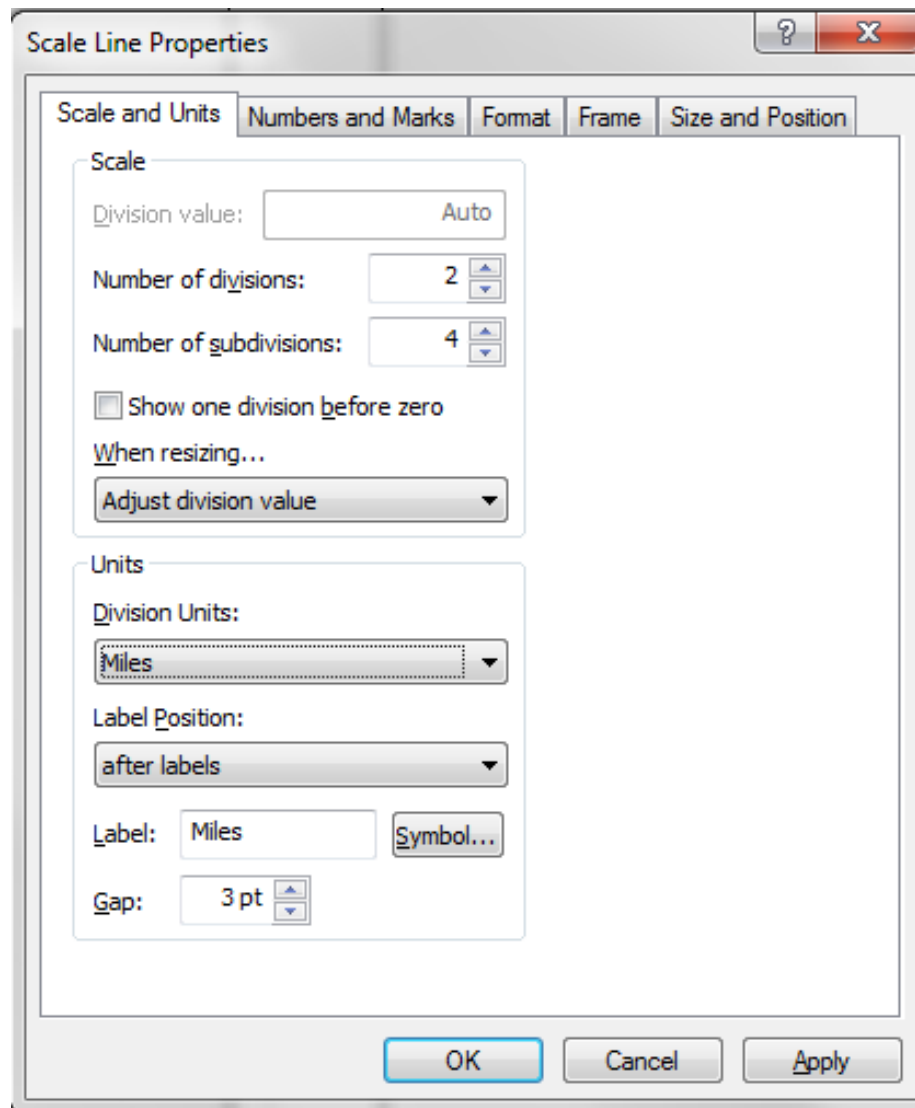 Scale Line Properties
Scale and Units Numbers and Marks Format Frame Size and Position
Scale
Division value: Auto
Number of divisions: 2
Number of subdivisions: 4
Show one division before zero
When resizing...
Adjust division value
Units
Division Units:
Miles
Label Position:
after labels
Label: Miles Symbol...
Gap: 3 pt
OK Cancel Apply